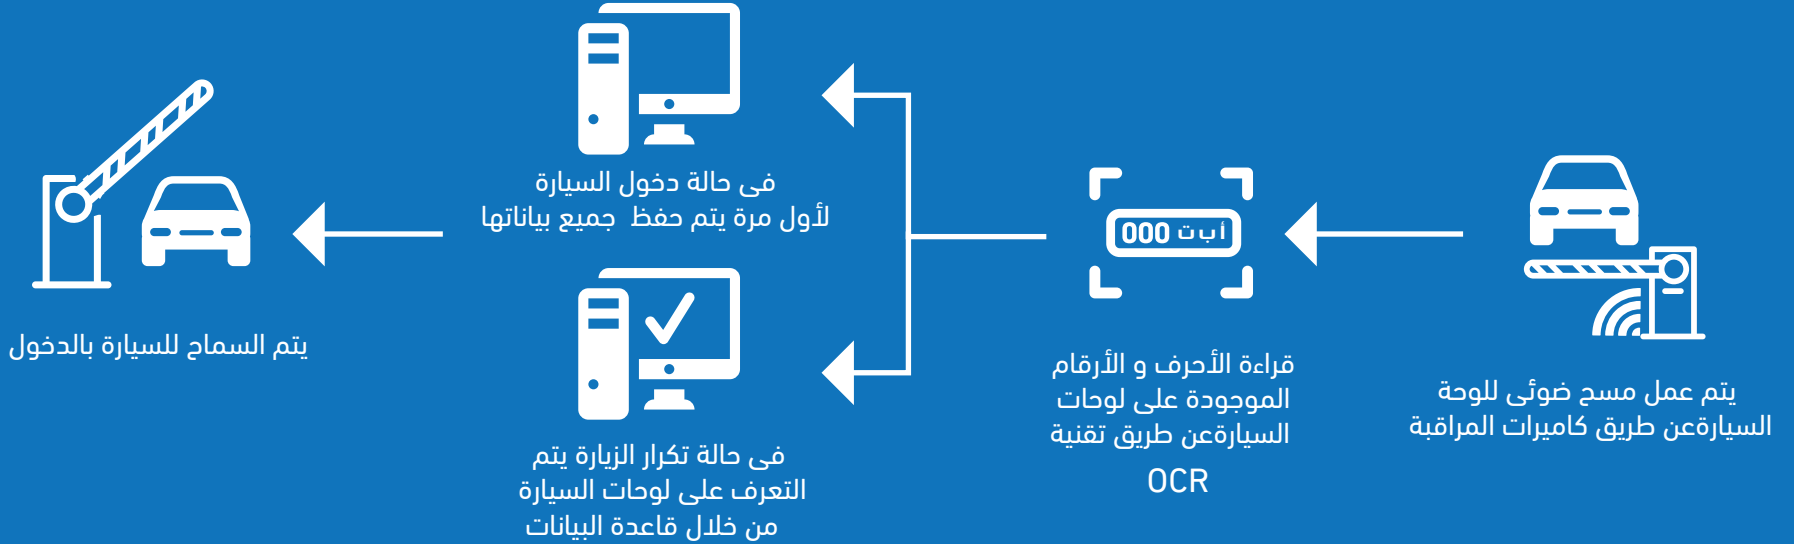 يتم عمل مسح ضوئى للوحة
السيارةعن طريق كاميرات المراقبة
أ ب ت 000
قراءة الأحرف و الأرقام
الموجودة على لوحات
السيارةعن طريق تقنية
OCR
فى حالة دخول السيارة
لأول مرة يتم حفظ جميع بياناتها
فى حالة تكرار الزيارة يتم
التعرف على لوحات السيارة
من خلال قاعدة البيانات
يتم السماح للسيارة بالدخول